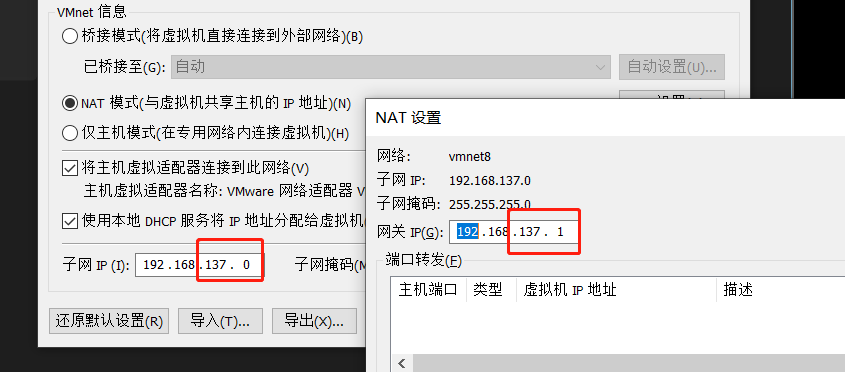 VMnet 信息
桥接模式(将虚拟机直接连接到外部网络)(B)
已桥接至(G): 自动 自动设置(U)...
NAT 模式(与虚拟机共享主机的 IP 地址)(N)
仅主机模式(在专用网络内连接虚拟机)(H)
将主机虚拟适配器连接到此网络(V)
主机虚拟适配器名称: VMware 网络适配器 V
使用本地 DHCP 服务将 IP 地址分配给虚拟机
子网 IP (I): 192 .168 .137 . 0 子网掩码(M
还原默认设置(R) 导入(T)... 导出(X)...
NAT 设置
网络: vmnet8
子网 IP: 192.168.137.0
子网掩码: 255.255.255.0
网关 IP(G): 192 .168 .137 . 1
端口转发(F)
主机端口 类型 虚拟机 IP 地址 描述